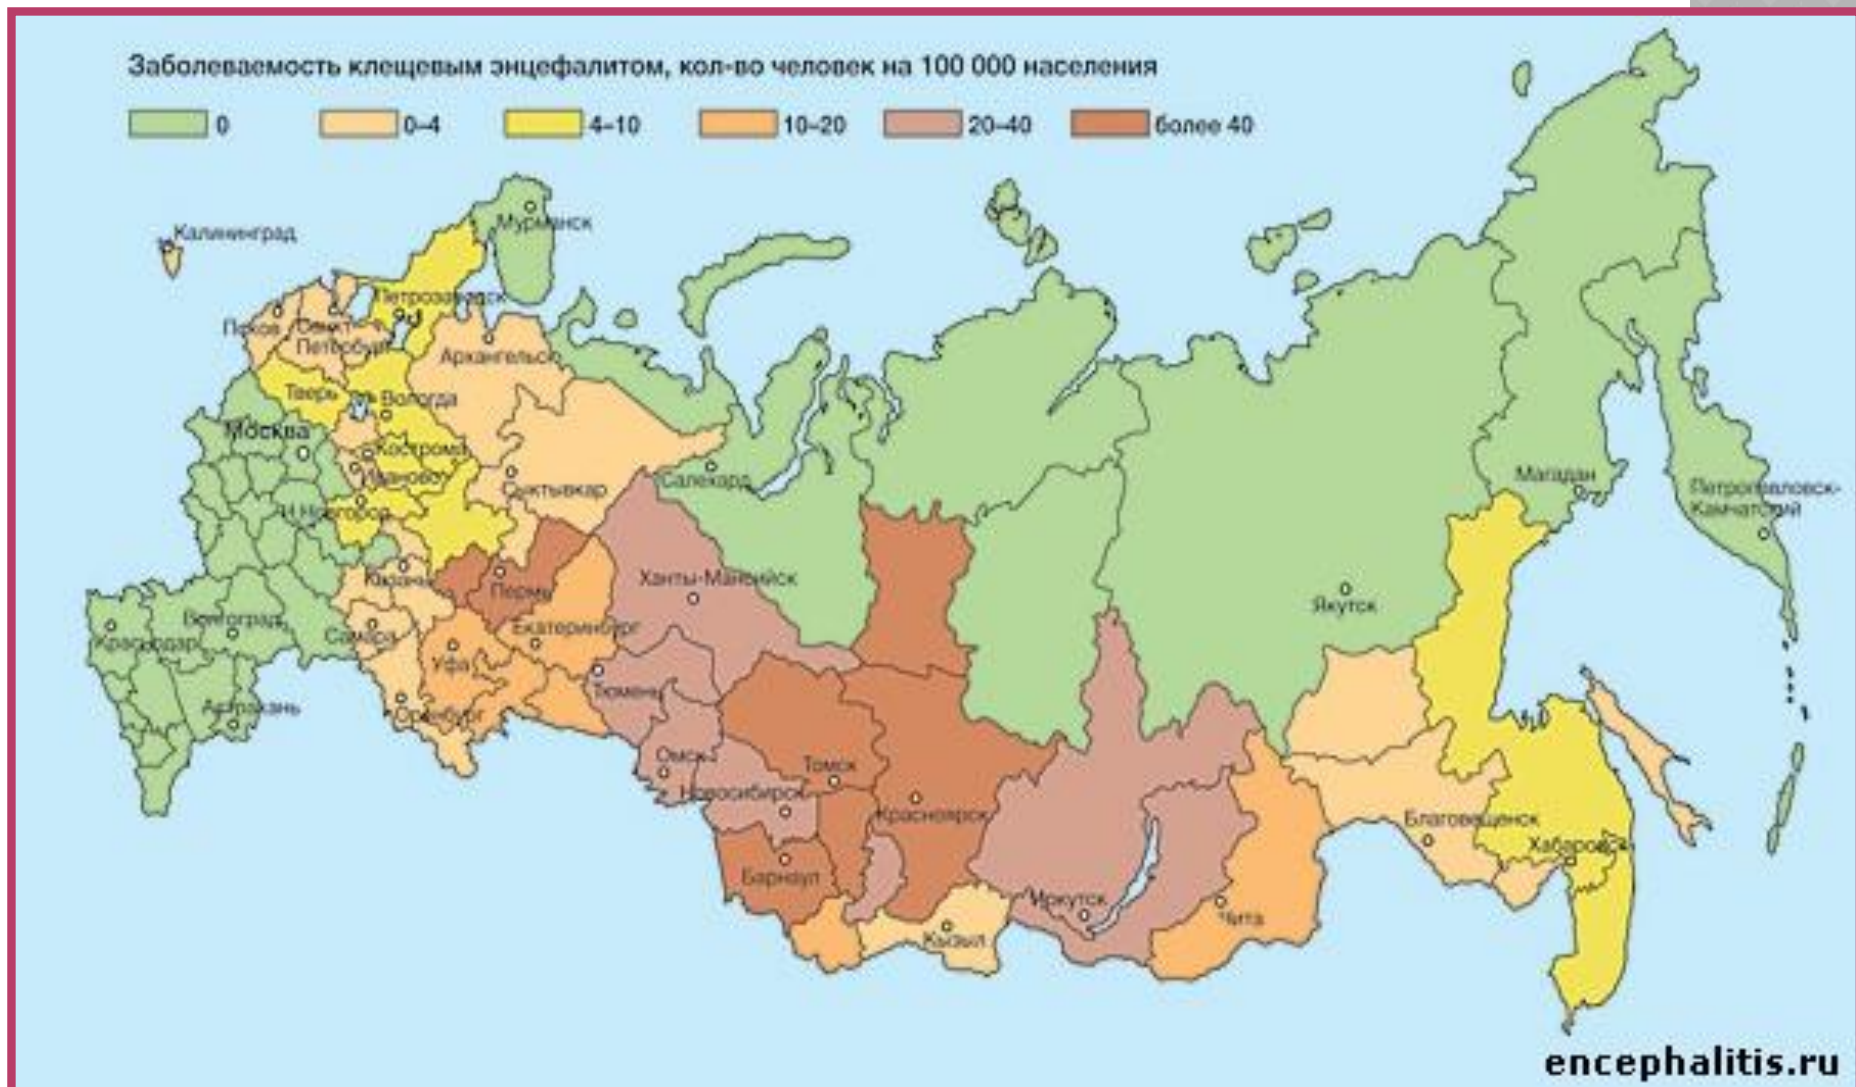 Заболеваемость клещевым энцефалитом, кол-во человек на 100 000 населения
0 0–4 4–10 10–20 20–40 более 40
Мурманск
Калининград
Петрозаводск
Псков
Санкт-
Петербург
Архангельск
Тверь
Вологда
Москва
Кострома
Иваново
Салехард
Сыктывкар
Магадан
Петропавловск-
Камчатский
Н.Новгород
Казань
Пермь
Ханты-Мансийск
Якутск
Волгоград
Краснодар
Самара
Екатеринбург
Уфа
Тюмень
Астрахань
Оренбург
Омск
Томск
Новосибирск
Красноярск
Благовещенск
Хабаровск
Барнаул
Иркутск
Чита
Кызыл
encephalitis.ru